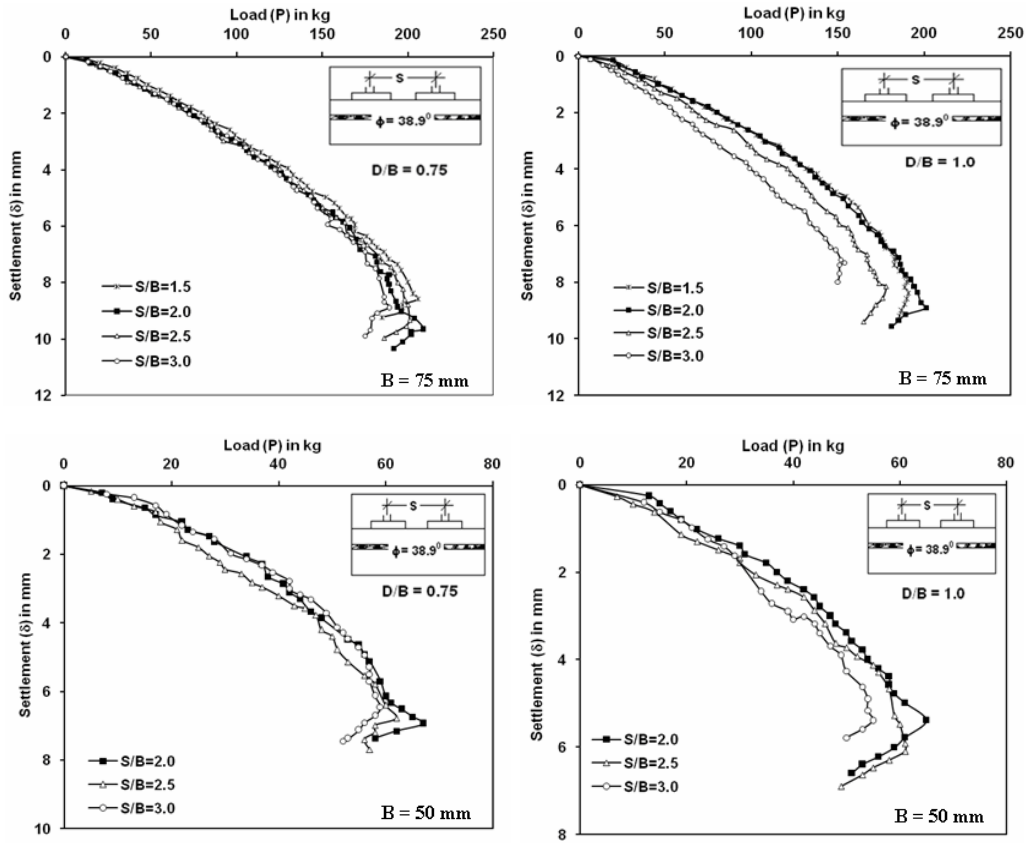 Load (P) in kg
0 50 100 150 200 250
0
2
4
6
8
10
12
Settlement (δ) in mm
S
ϕ= 38.9⁰
D/B = 0.75
S/B=1.5
S/B=2.0
S/B=2.5
S/B=3.0
B = 75 mm
Load (P) in kg
0 50 100 150 200 250
0
2
4
6
8
10
12
Settlement (δ) in mm
S
ϕ= 38.9⁰
D/B = 1.0
S/B=1.5
S/B=2.0
S/B=2.5
S/B=3.0
B = 75 mm
Load (P) in kg
0 20 40 60 80
0
2
4
6
8
10
Settlement (δ) in mm
S
ϕ= 38.9⁰
D/B = 0.75
S/B=2.0
S/B=2.5
S/B=3.0
B = 50 mm
Load (P) in kg
0 20 40 60 80
0
2
4
6
8
Settlement (δ) in mm
S
ϕ= 38.9⁰
D/B = 1.0
S/B=2.0
S/B=2.5
S/B=3.0
B = 50 mm